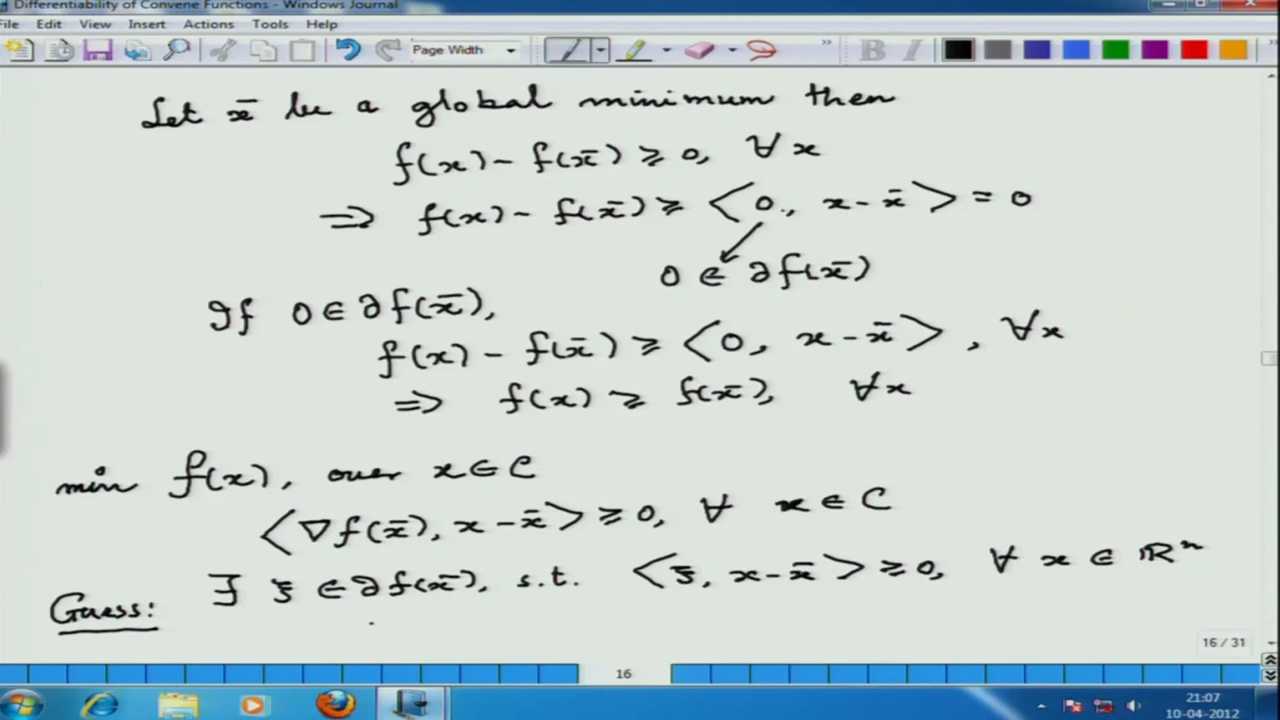 Differentiability of Convene Functions - Windows Journal
File Edit View Insert Actions Tools Help
Page Width
B I
Let x̄ be a global minimum then
f(x) - f(x̄) ≥ 0, ∀ x
⇒ f(x) - f(x̄) ≥ ⟨0, x - x̄⟩ = 0
0 ∈ ∂f(x̄)
If 0 ∈ ∂f(x̄),
f(x) - f(x̄) ≥ ⟨0, x - x̄⟩, ∀x
⇒ f(x) ≥ f(x̄), ∀x
min f(x), over x ∈ C
⟨∇f(x̄), x - x̄⟩ ≥ 0, ∀ x ∈ C
Guess: ∃ ξ ∈ ∂f(x̄), s.t. ⟨ξ, x - x̄⟩ ≥ 0, ∀ x ∈ ℝⁿ
16 / 31
16
21:07
10-04-2012